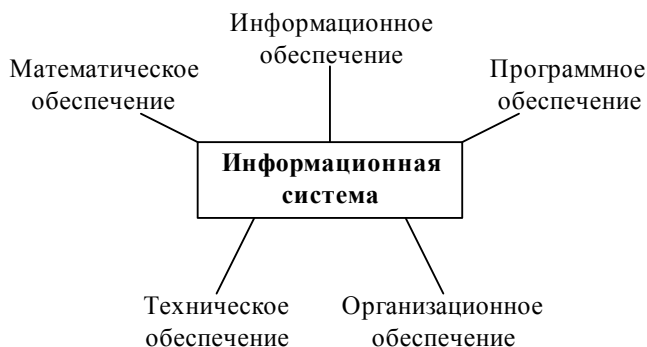 Информационное
обеспечение
Математическое
обеспечение
Программное
обеспечение
Информационная
система
Техническое
обеспечение
Организационное
обеспечение